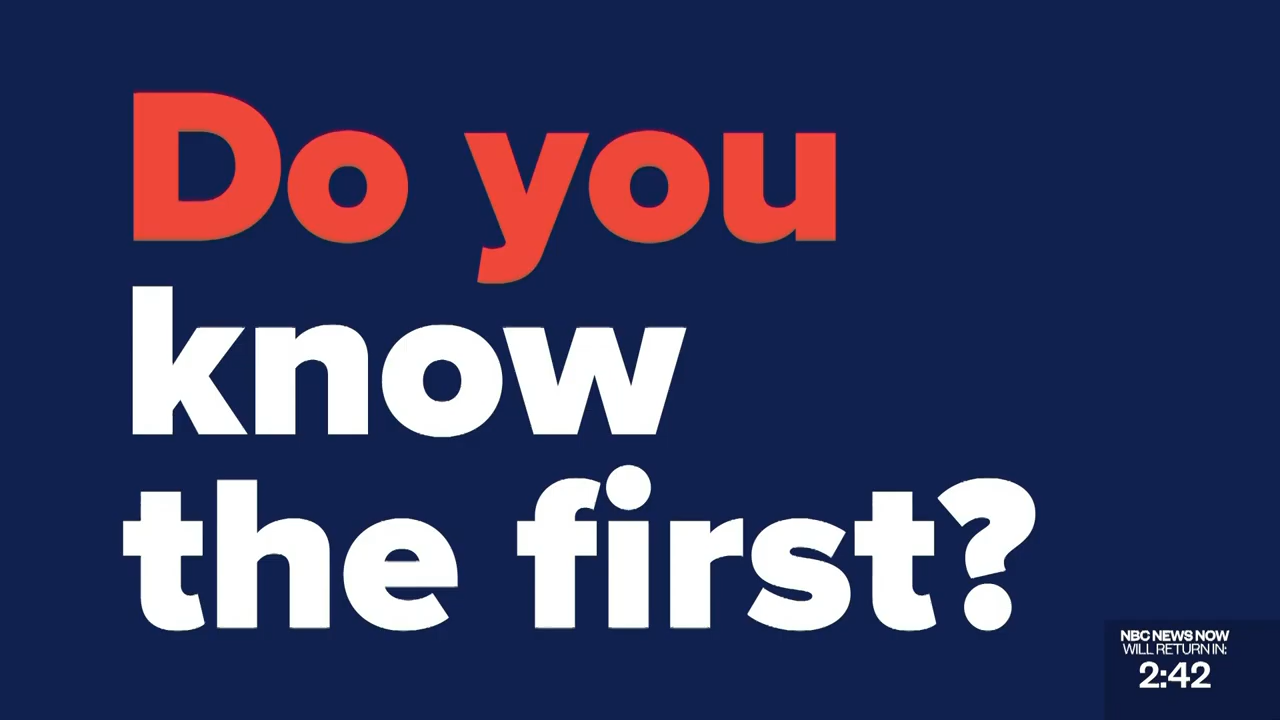 Do you
know
the first?
NBC NEWS NOW
WILL RETURN IN:
2:42